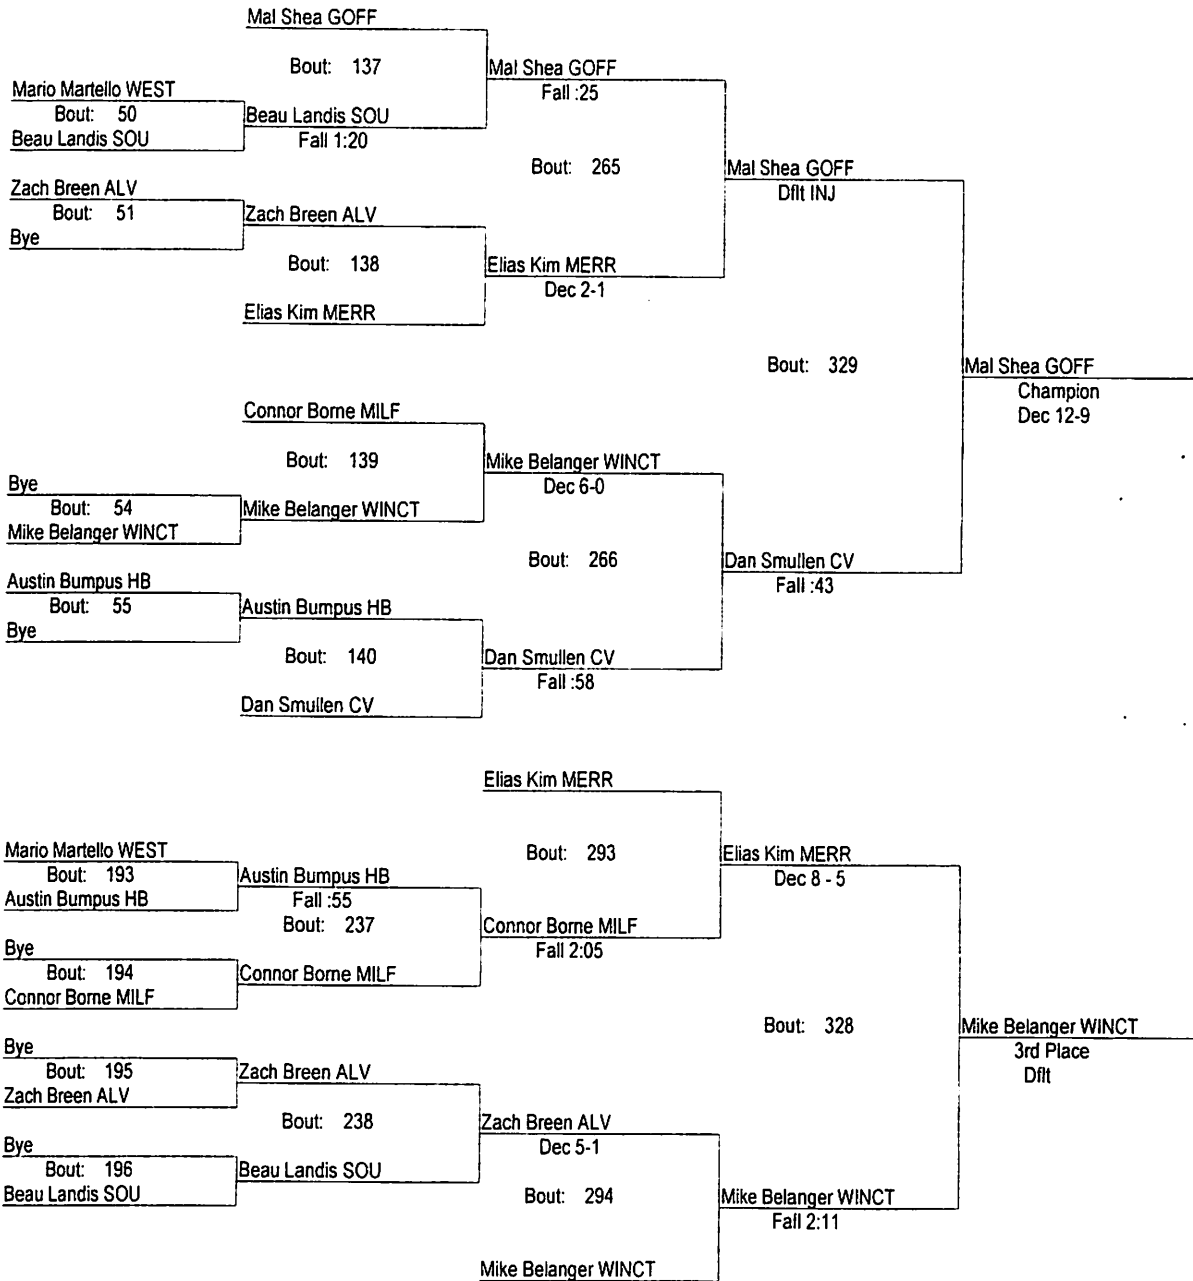 Mal Shea GOFF
Bout: 137
Mal Shea GOFF
Fall :25
Mario Martello WEST
Bout: 50
Beau Landis SOU
Beau Landis SOU
Fall 1:20
Bout: 265
Mal Shea GOFF
Dflt INJ
Zach Breen ALV
Bout: 51
Bye
Zach Breen ALV
Bout: 138
Elias Kim MERR
Dec 2-1
Elias Kim MERR
Bout: 329
Mal Shea GOFF
Champion
Dec 12-9
Connor Borne MILF
Bout: 139
Mike Belanger WINCT
Dec 6-0
Bye
Bout: 54
Mike Belanger WINCT
Mike Belanger WINCT
Bout: 266
Dan Smullen CV
Fall :43
Austin Bumpus HB
Bout: 55
Bye
Austin Bumpus HB
Bout: 140
Dan Smullen CV
Fall :58
Dan Smullen CV
Elias Kim MERR
Bout: 293
Elias Kim MERR
Dec 8 - 5
Mario Martello WEST
Bout: 193
Austin Bumpus HB
Austin Bumpus HB
Fall :55
Bout: 237
Connor Borne MILF
Fall 2:05
Bye
Bout: 194
Connor Borne MILF
Connor Borne MILF
Bout: 328
Mike Belanger WINCT
3rd Place
Dflt
Bye
Bout: 195
Zach Breen ALV
Zach Breen ALV
Bout: 238
Zach Breen ALV
Dec 5-1
Bye
Bout: 196
Beau Landis SOU
Beau Landis SOU
Bout: 294
Mike Belanger WINCT
Fall 2:11
Mike Belanger WINCT